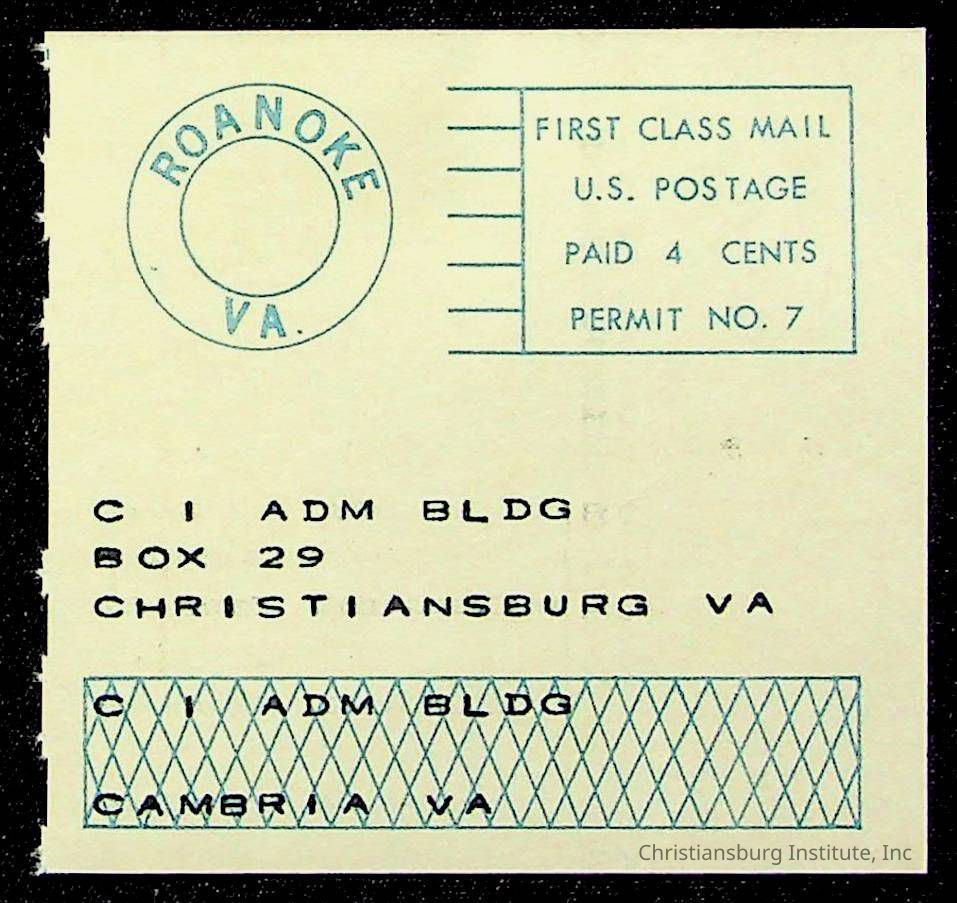 ROANOKE
VA.
FIRST CLASS MAIL
U.S. POSTAGE
PAID 4 CENTS
PERMIT NO. 7
C I ADM BLDG
BOX 29
CHRISTIANSBURG VA
C I ADM BLDG
CAMBRIA VA
Christiansburg Institute, Inc